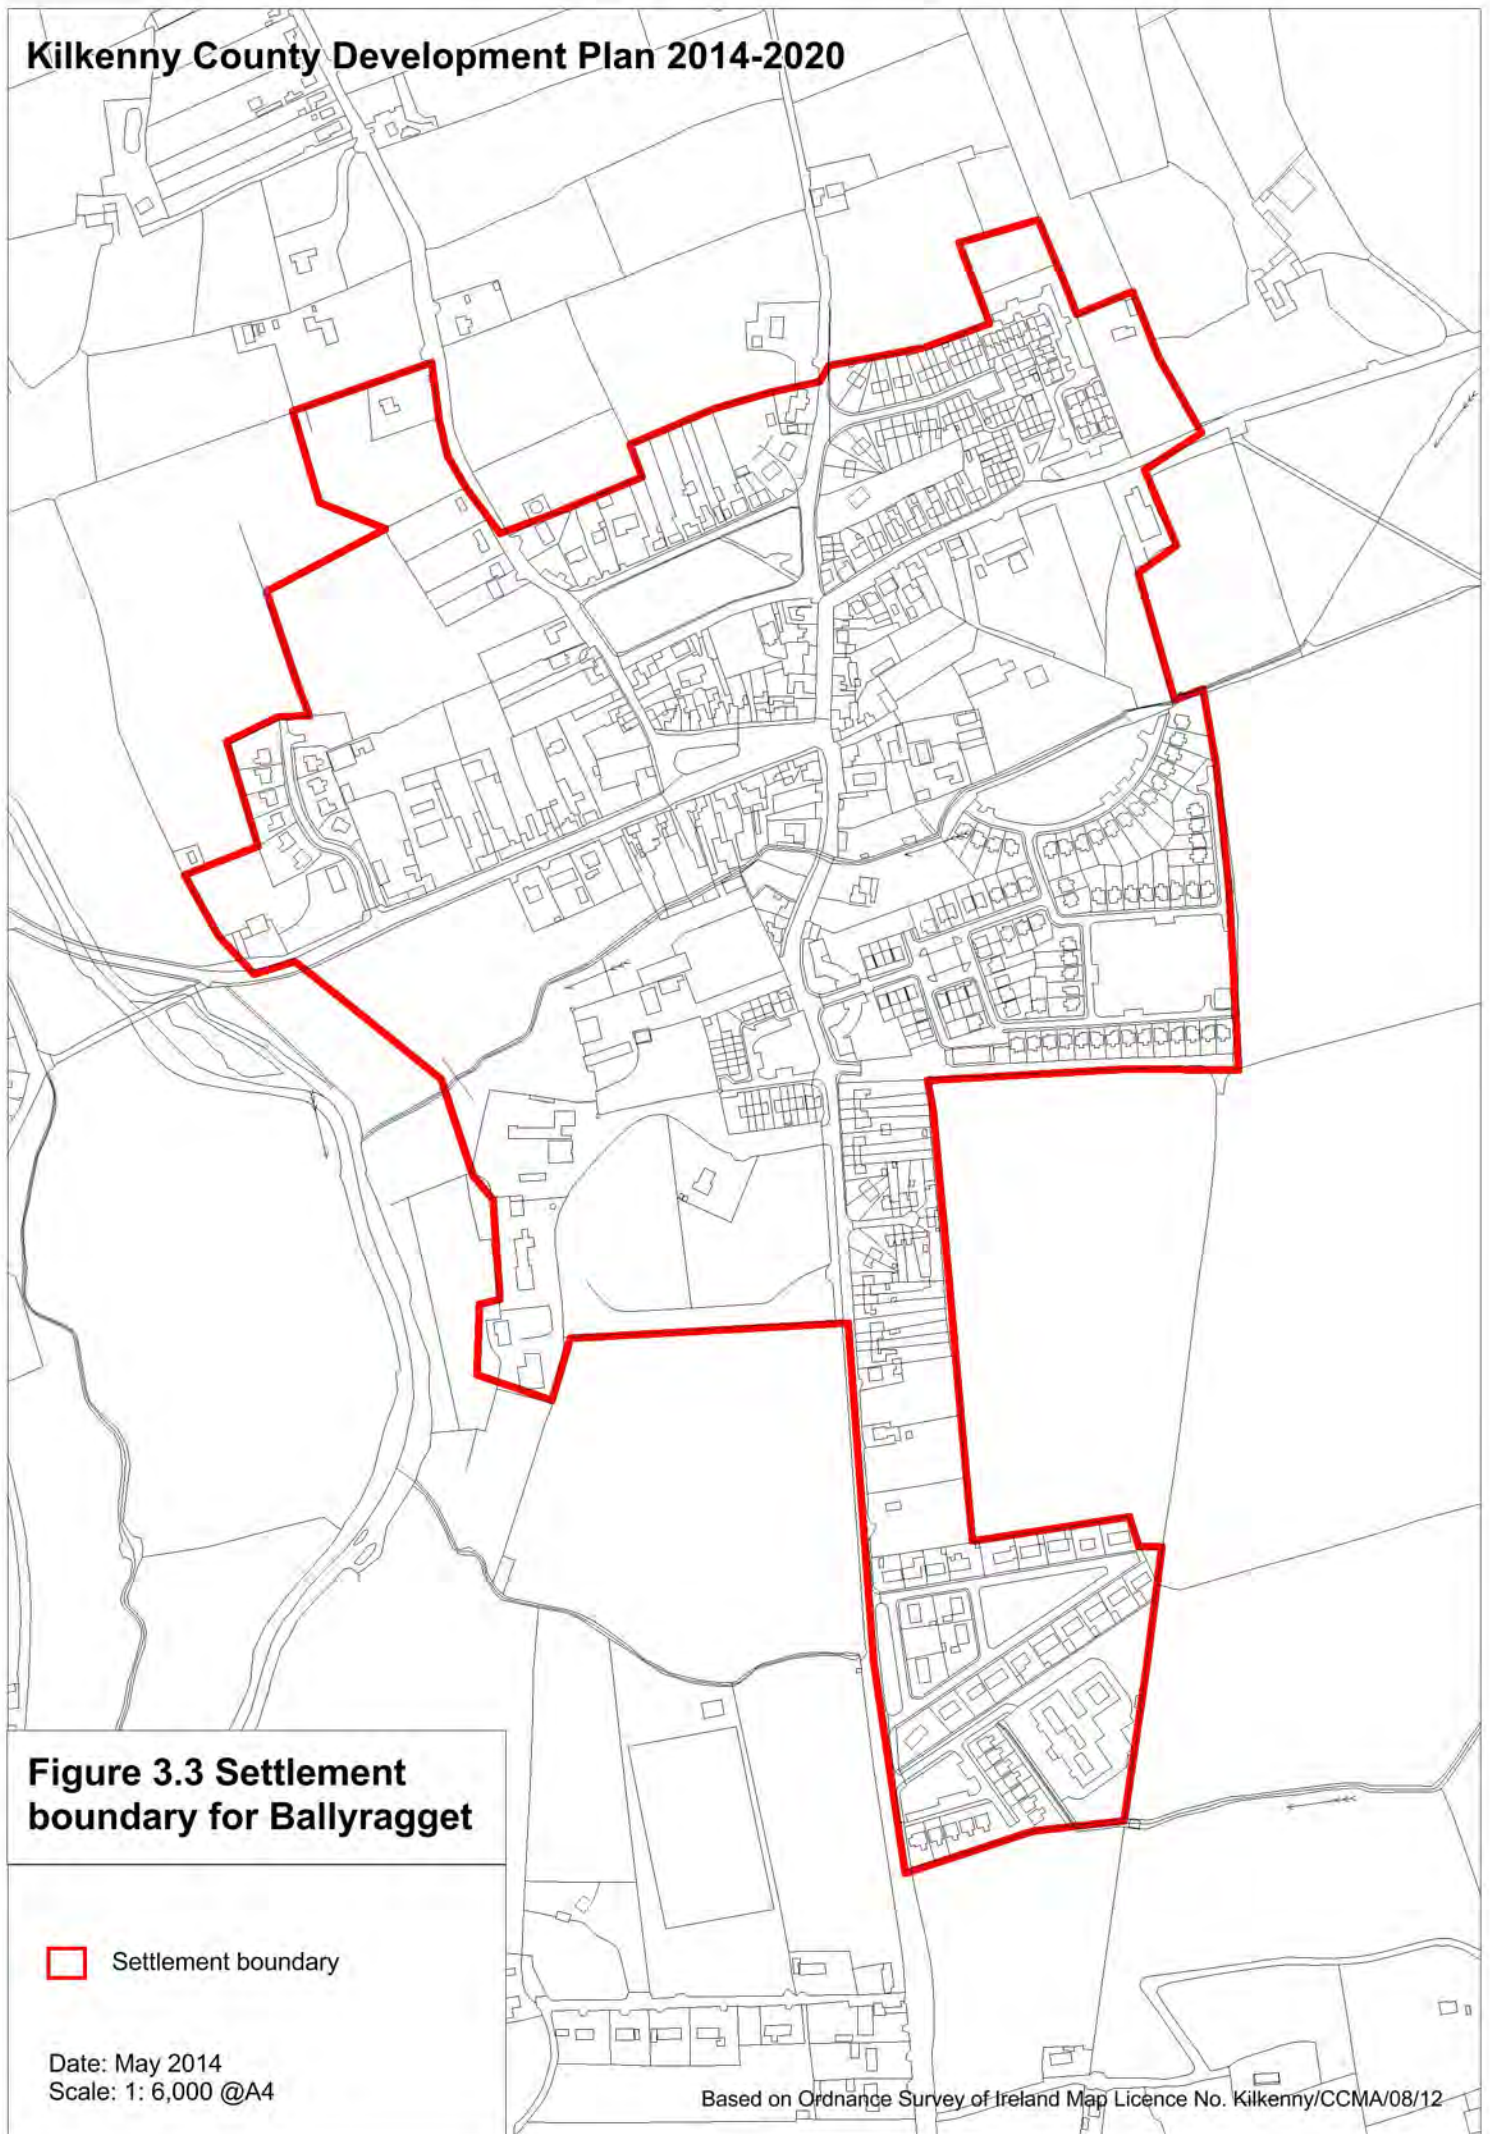 Kilkenny County Development Plan 2014-2020
Figure 3.3 Settlement
boundary for Ballyragget
Settlement boundary
Date: May 2014
Scale: 1: 6,000 @A4
Based on Ordnance Survey of Ireland Map Licence No. Kilkenny/CCMA/08/12